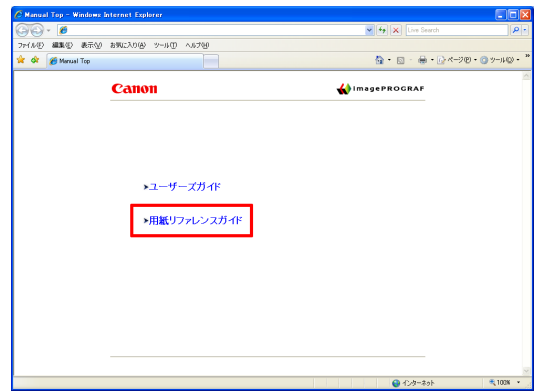 Manual Top - Windows Internet Explorer
Live Search
ファイル(F) 編集(E) 表示(V) お気に入り(A) ツール(T) ヘルプ(H)
Manual Top
ページ(P) ツール(O)
Canon
imagePROGRAF
ユーザーズガイド
用紙リファレンスガイド
インターネット
100%